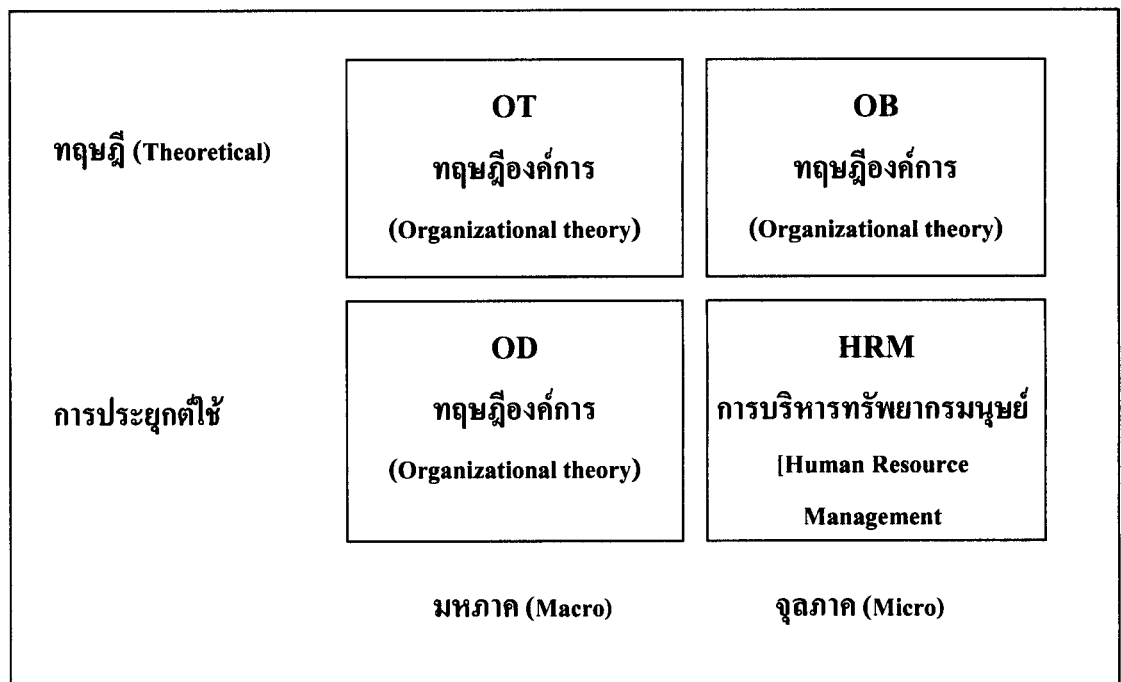 ทฤษฎี (Theoretical)
OT
ทฤษฎีองค์การ
(Organizational theory)
OB
ทฤษฎีองค์การ
(Organizational theory)
การประยุกต์ใช้
OD
ทฤษฎีองค์การ
(Organizational theory)
HRM
การบริหารทรัพยากรมนุษย์
[Human Resource
Management
มหภาค (Macro)
จุลภาค (Micro)